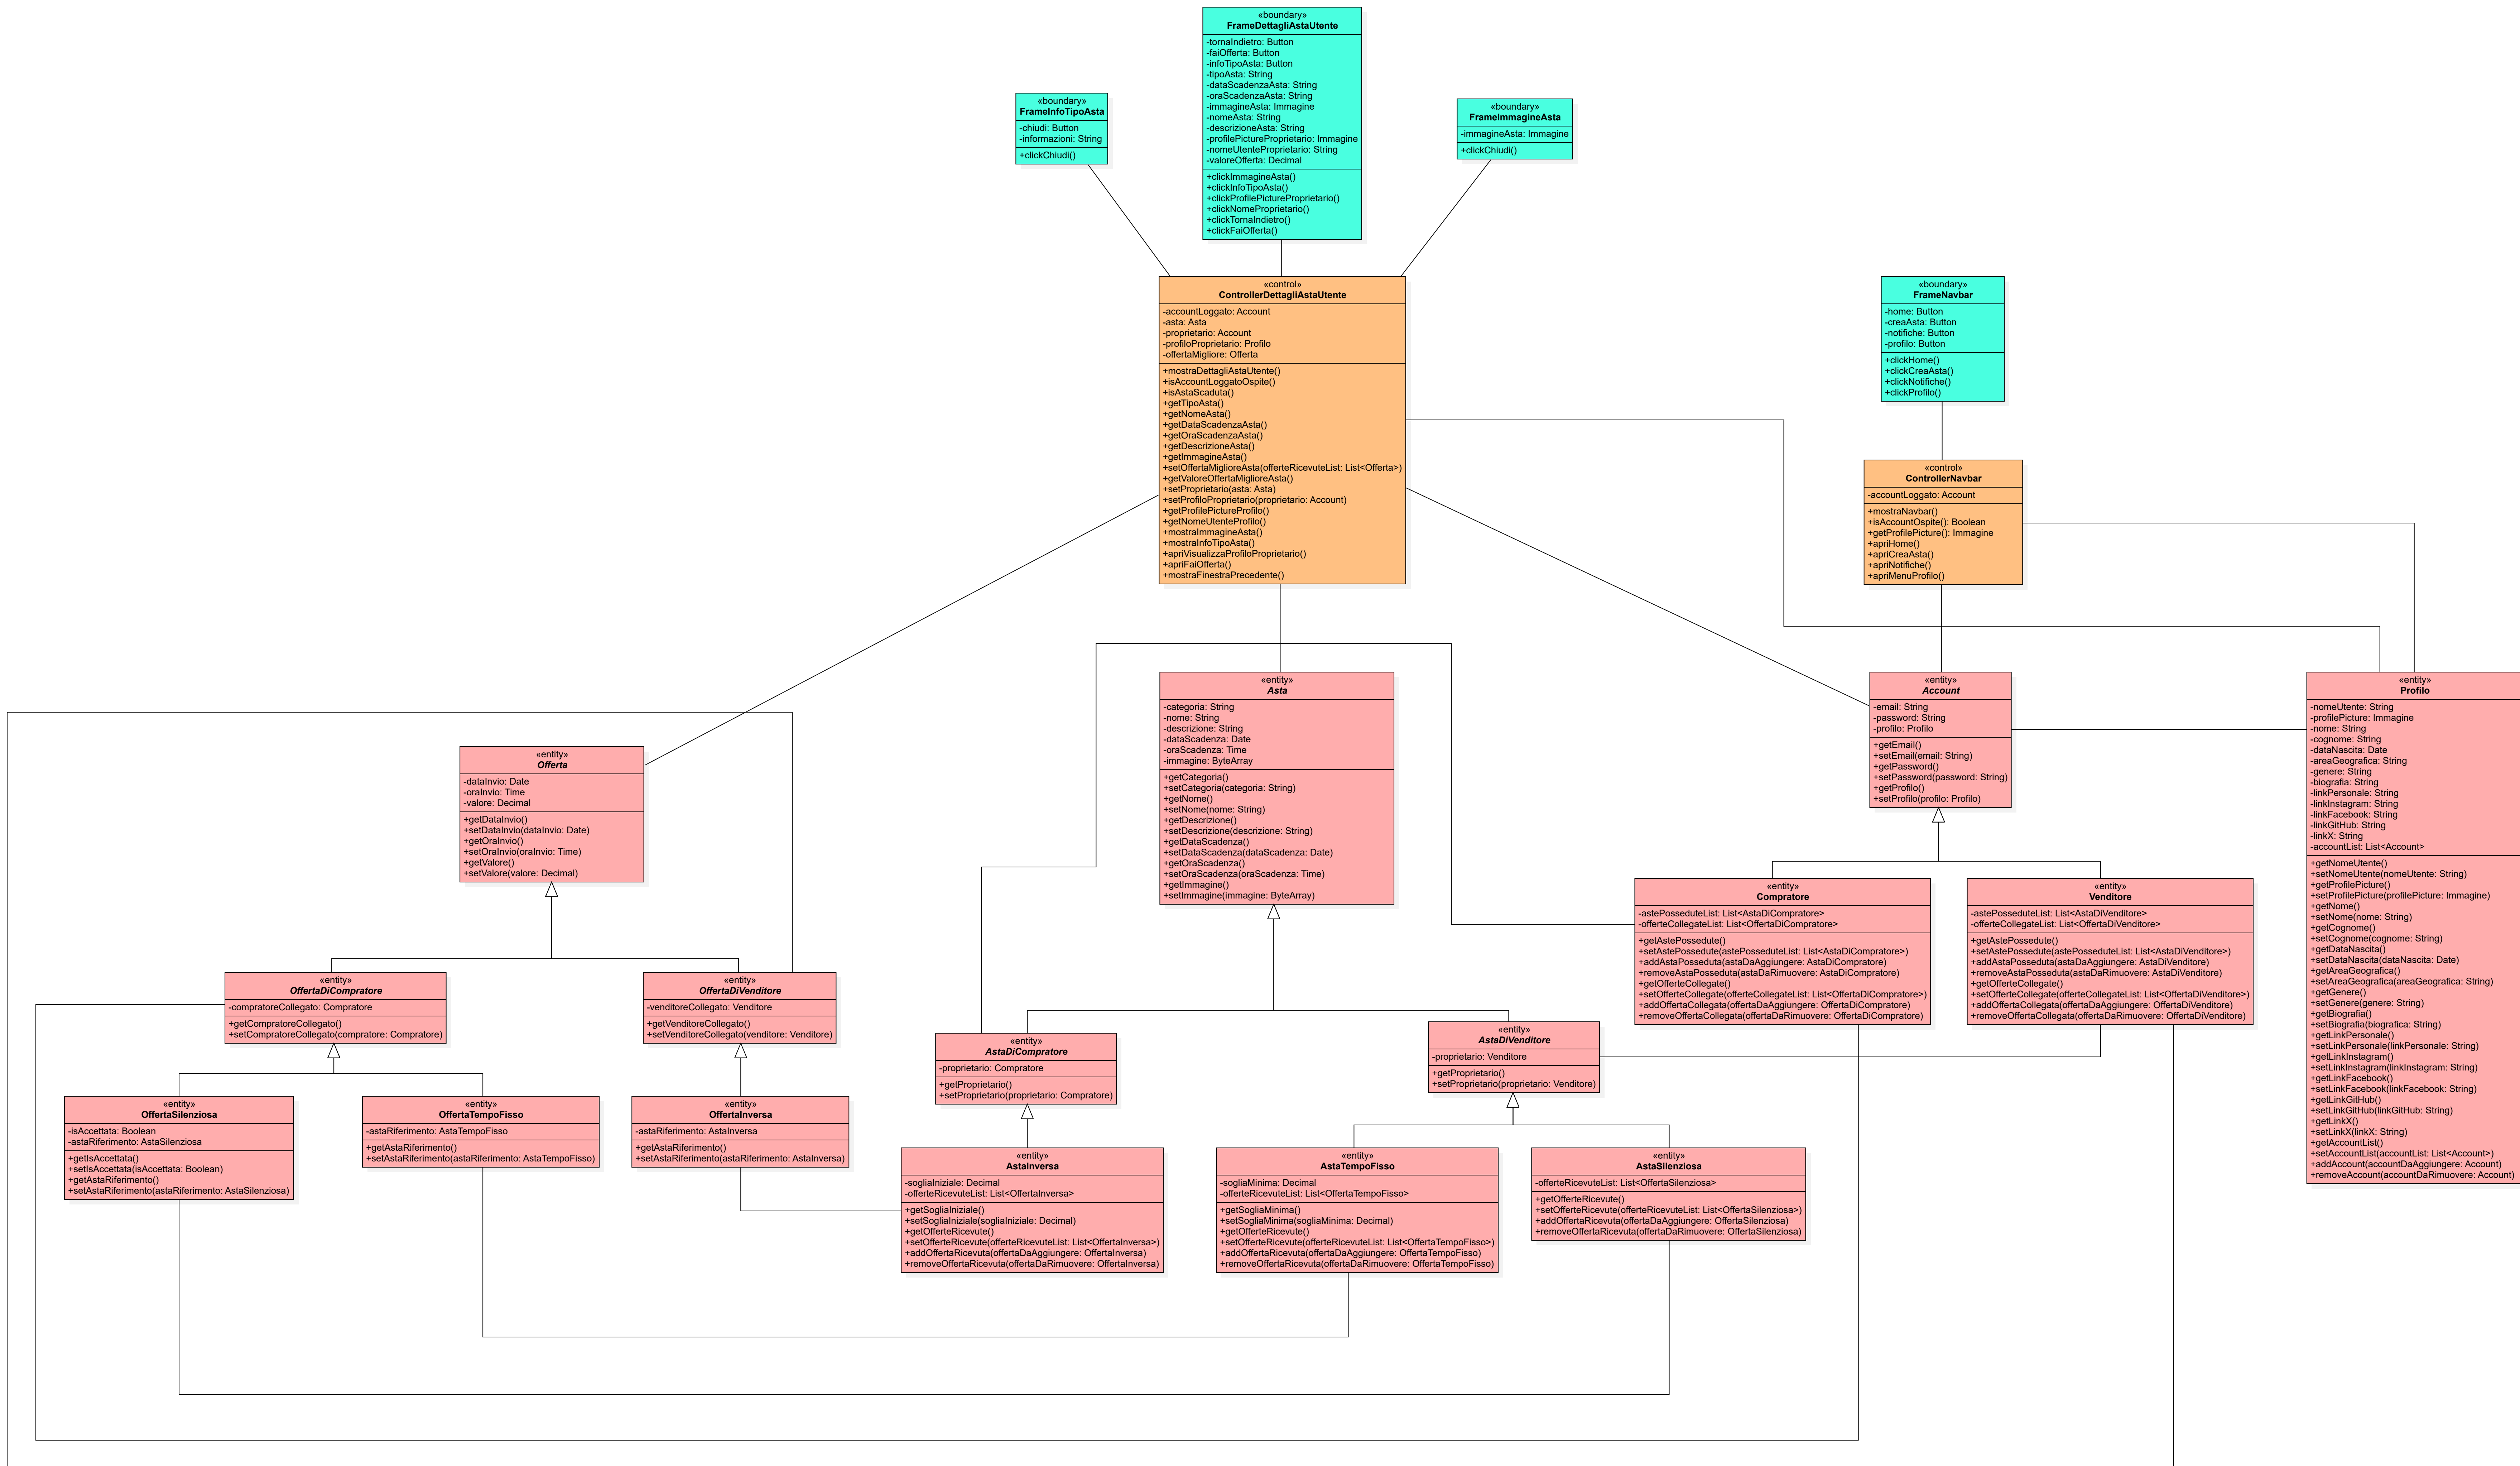 «boundary»
FrameDettagliAstaUtente
-tornaIndietro: Button
-faiOfferta: Button
-infoTipoAsta: Button
-tipoAsta: String
-dataScadenzaAsta: String
-oraScadenzaAsta: String
-immagineAsta: Immagine
-nomeAsta: String
-descrizioneAsta: String
-profilePictureProprietario: Immagine
-nomeUtenteProprietario: String
-valoreOfferta: Decimal
+clickImmagineAsta()
+clickInfoTipoAsta()
+clickProfilePictureProprietario()
+clickNomeProprietario()
+clickTornaIndietro()
+clickFaiOfferta()
«boundary»
FrameInfoTipoAsta
-chiudi: Button
-informazioni: String
+clickChiudi()
«boundary»
FrameImmagineAsta
-immagineAsta: Immagine
+clickChiudi()
«control»
ControllerDettagliAstaUtente
-accountLoggato: Account
-asta: Asta
-proprietario: Account
-profiloProprietario: Profilo
-offertaMigliore: Offerta
+mostraDettagliAstaUtente()
+isAccountLoggatoOspite()
+isAstaScaduta()
+getTipoAsta()
+getNomeAsta()
+getDataScadenzaAsta()
+getOraScadenzaAsta()
+getDescrizioneAsta()
+getImmagineAsta()
+setOffertaMiglioreAsta(offerteRicevuteList: List<Offerta>)
+getValoreOffertaMiglioreAsta()
+setProprietario(asta: Asta)
+setProfiloProprietario(proprietario: Account)
+getProfilePictureProfilo()
+getNomeUtenteProfilo()
+mostraImmagineAsta()
+mostraInfoTipoAsta()
+apriVisualizzaProfiloProprietario()
+apriFaiOfferta()
+mostraFinestraPrecedente()
«boundary»
FrameNavbar
-home: Button
-creaAsta: Button
-notifiche: Button
-profilo: Button
+clickHome()
+clickCreaAsta()
+clickNotifiche()
+clickProfilo()
«control»
ControllerNavbar
-accountLoggato: Account
+mostraNavbar()
+isAccountOspite(): Boolean
+getProfilePicture(): Immagine
+apriHome()
+apriCreaAsta()
+apriNotifiche()
+apriMenuProfilo()
«entity»
Offerta
-dataInvio: Date
-oraInvio: Time
-valore: Decimal
+getDataInvio()
+setDataInvio(dataInvio: Date)
+getOraInvio()
+setOraInvio(oraInvio: Time)
+getValore()
+setValore(valore: Decimal)
«entity»
Asta
-categoria: String
-nome: String
-descrizione: String
-dataScadenza: Date
-oraScadenza: Time
-immagine: ByteArray
+getCategoria()
+setCategoria(categoria: String)
+getNome()
+setNome(nome: String)
+getDescrizione()
+setDescrizione(descrizione: String)
+getDataScadenza()
+setDataScadenza(dataScadenza: Date)
+getOraScadenza()
+setOraScadenza(oraScadenza: Time)
+getImmagine()
+setImmagine(immagine: ByteArray)
«entity»
Account
-email: String
-password: String
-profilo: Profilo
+getEmail()
+setEmail(email: String)
+getPassword()
+setPassword(password: String)
+getProfilo()
+setProfilo(profilo: Profilo)
«entity»
Profilo
-nomeUtente: String
-profilePicture: Immagine
-nome: String
-cognome: String
-dataNascita: Date
-areaGeografica: String
-genere: String
-biografia: String
-linkPersonale: String
-linkInstagram: String
-linkFacebook: String
-linkGitHub: String
-linkX: String
-accountList: List<Account>
+getNomeUtente()
+setNomeUtente(nomeUtente: String)
+getProfilePicture()
+setProfilePicture(profilePicture: Immagine)
+getNome()
+setNome(nome: String)
+getCognome()
+setCognome(cognome: String)
+getDataNascita()
+setDataNascita(dataNascita: Date)
+getAreaGeografica()
+setAreaGeografica(areaGeografica: String)
+getGenere()
+setGenere(genere: String)
+getBiografia()
+setBiografia(biografica: String)
+getLinkPersonale()
+setLinkPersonale(linkPersonale: String)
+getLinkInstagram()
+setLinkInstagram(linkInstagram: String)
+getLinkFacebook()
+setLinkFacebook(linkFacebook: String)
+getLinkGitHub()
+setLinkGitHub(linkGitHub: String)
+getLinkX()
+setLinkX(linkX: String)
+getAccountList()
+setAccountList(accountList: List<Account>)
+addAccount(accountDaAggiungere: Account)
+removeAccount(accountDaRimuovere: Account)
«entity»
Compratore
-astePosseduteList: List<AstaDiCompratore>
-offerteCollegateList: List<OffertaDiCompratore>
+getAstePossedute()
+setAstePossedute(astePosseduteList: List<AstaDiCompratore>)
+addAstaPosseduta(astaDaAggiungere: AstaDiCompratore)
+removeAstaPosseduta(astaDaRimuovere: AstaDiCompratore)
+getOfferteCollegate()
+setOfferteCollegate(offerteCollegateList: List<OffertaDiCompratore>)
+addOffertaCollegata(offertaDaAggiungere: OffertaDiCompratore)
+removeOffertaCollegata(offertaDaRimuovere: OffertaDiCompratore)
«entity»
Venditore
-astePosseduteList: List<AstaDiVenditore>
-offerteCollegateList: List<OffertaDiVenditore>
+getAstePossedute()
+setAstePossedute(astePosseduteList: List<AstaDiVenditore>)
+addAstaPosseduta(astaDaAggiungere: AstaDiVenditore)
+removeAstaPosseduta(astaDaRimuovere: AstaDiVenditore)
+getOfferteCollegate()
+setOfferteCollegate(offerteCollegateList: List<OffertaDiVenditore>)
+addOffertaCollegata(offertaDaAggiungere: OffertaDiVenditore)
+removeOffertaCollegata(offertaDaRimuovere: OffertaDiVenditore)
«entity»
OffertaDiCompratore
-compratoreCollegato: Compratore
+getCompratoreCollegato()
+setCompratoreCollegato(compratore: Compratore)
«entity»
OffertaDiVenditore
-venditoreCollegato: Venditore
+getVenditoreCollegato()
+setVenditoreCollegato(venditore: Venditore)
«entity»
AstaDiCompratore
-proprietario: Compratore
+getProprietario()
+setProprietario(proprietario: Compratore)
«entity»
AstaDiVenditore
-proprietario: Venditore
+getProprietario()
+setProprietario(proprietario: Venditore)
«entity»
OffertaSilenziosa
-isAccettata: Boolean
-astaRiferimento: AstaSilenziosa
+getIsAccettata()
+setIsAccettata(isAccettata: Boolean)
+getAstaRiferimento()
+setAstaRiferimento(astaRiferimento: AstaSilenziosa)
«entity»
OffertaTempoFisso
-astaRiferimento: AstaTempoFisso
+getAstaRiferimento()
+setAstaRiferimento(astaRiferimento: AstaTempoFisso)
«entity»
OffertaInversa
-astaRiferimento: AstaInversa
+getAstaRiferimento()
+setAstaRiferimento(astaRiferimento: AstaInversa)
«entity»
AstaInversa
-sogliaIniziale: Decimal
-offerteRicevuteList: List<OffertaInversa>
+getSogliaIniziale()
+setSogliaIniziale(sogliaIniziale: Decimal)
+getOfferteRicevute()
+setOfferteRicevute(offerteRicevuteList: List<OffertaInversa>)
+addOffertaRicevuta(offertaDaAggiungere: OffertaInversa)
+removeOffertaRicevuta(offertaDaRimuovere: OffertaInversa)
«entity»
AstaTempoFisso
-sogliaMinima: Decimal
-offerteRicevuteList: List<OffertaTempoFisso>
+getSogliaMinima()
+setSogliaMinima(sogliaMinima: Decimal)
+getOfferteRicevute()
+setOfferteRicevute(offerteRicevuteList: List<OffertaTempoFisso>)
+addOffertaRicevuta(offertaDaAggiungere: OffertaTempoFisso)
+removeOffertaRicevuta(offertaDaRimuovere: OffertaTempoFisso)
«entity»
AstaSilenziosa
-offerteRicevuteList: List<OffertaSilenziosa>
+getOfferteRicevute()
+setOfferteRicevute(offerteRicevuteList: List<OffertaSilenziosa>)
+addOffertaRicevuta(offertaDaAggiungere: OffertaSilenziosa)
+removeOffertaRicevuta(offertaDaRimuovere: OffertaSilenziosa)